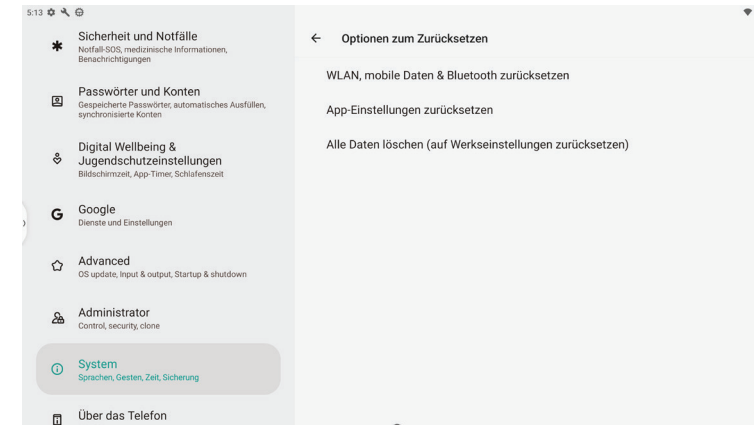 5:13
Sicherheit und Notfälle
Notfall-SOS, medizinische Informationen,
Benachrichtigungen
Passwörter und Konten
Gespeicherte Passwörter, automatisches Ausfüllen,
synchronisierte Konten
Digital Wellbeing &
Jugendschutzeinstellungen
Bildschirmzeit, App-Timer, Schlafenszeit
Google
Dienste und Einstellungen
Advanced
OS update, Input & output, Startup & shutdown
Administrator
Control, security, clone
System
Sprachen, Gesten, Zeit, Sicherung
Über das Telefon
Optionen zum Zurücksetzen
WLAN, mobile Daten & Bluetooth zurücksetzen
App-Einstellungen zurücksetzen
Alle Daten löschen (auf Werkseinstellungen zurücksetzen)